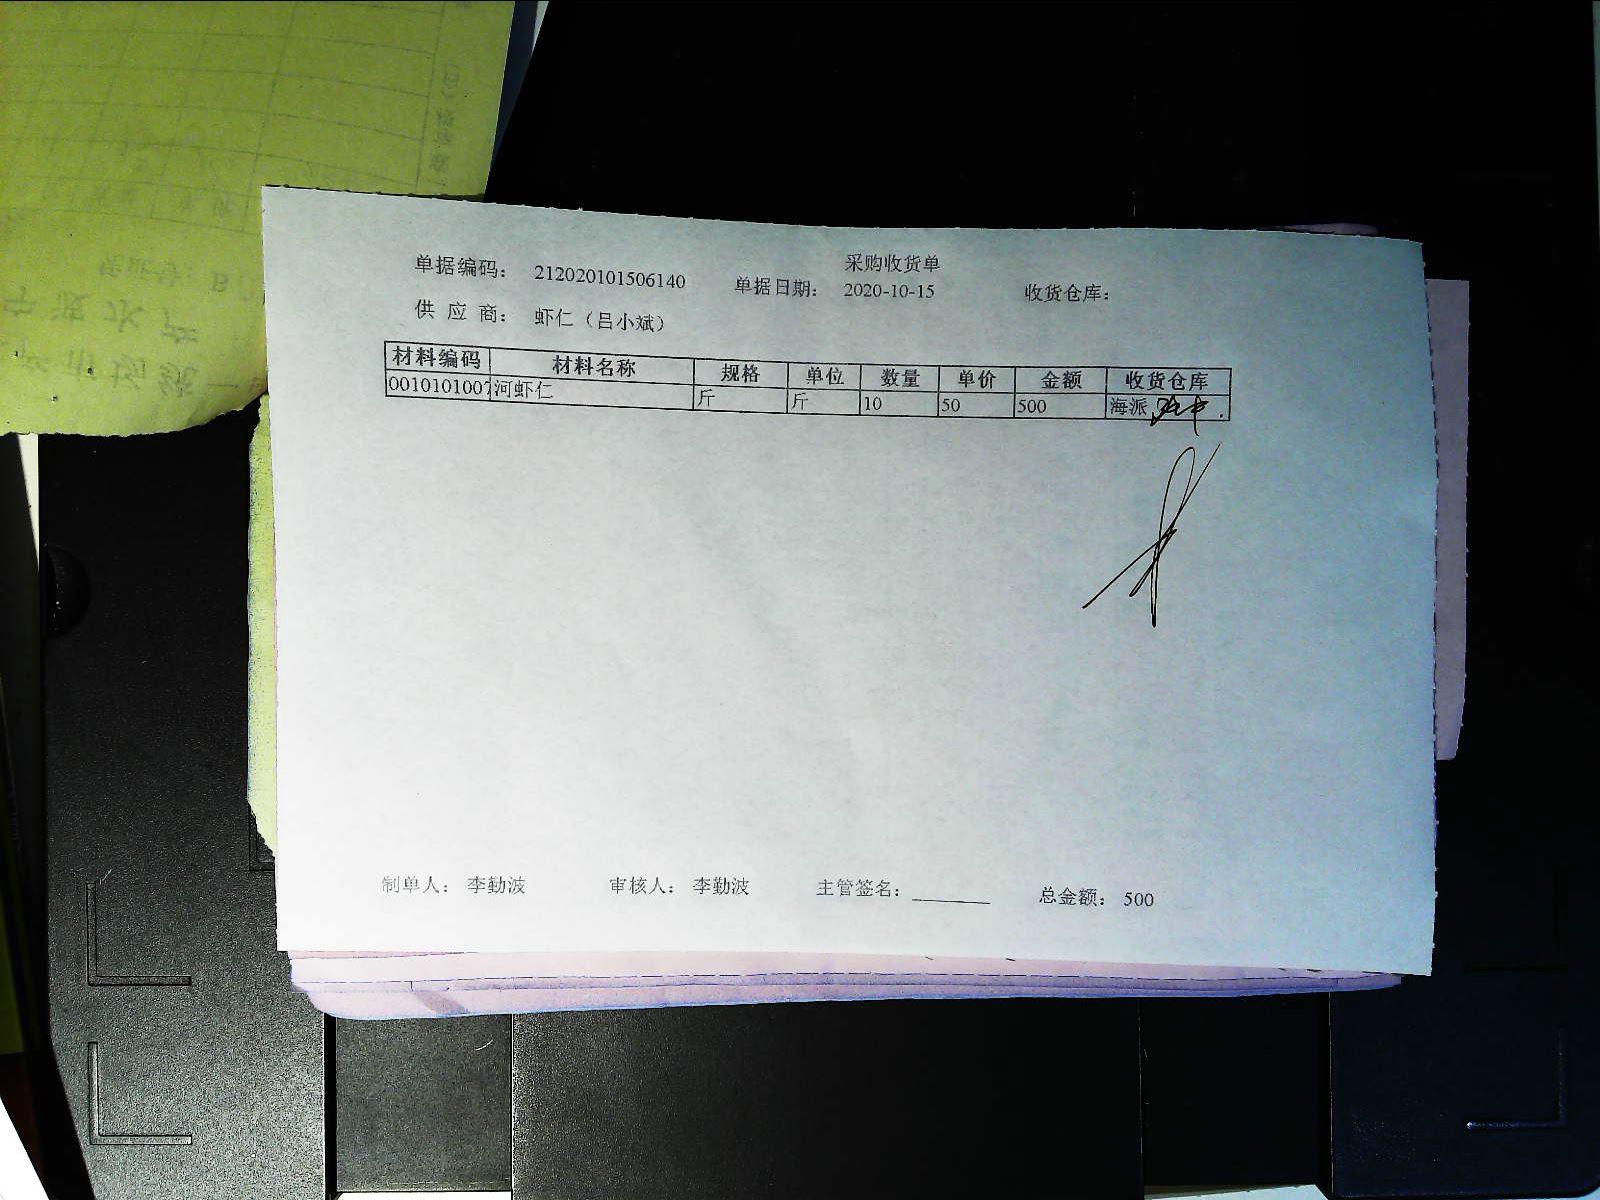 采购收货单
单据编码： 212020101506140 单据日期： 2020-10-15 收货仓库：
供 应 商： 虾仁（吕小斌）
材料编码 材料名称 规格 单位 数量 单价 金额 收货仓库
0010101007 河虾仁 斤 斤 10 50 500 海派
制单人： 李勤波 审核人： 李勤波 主管签名： 总金额： 500